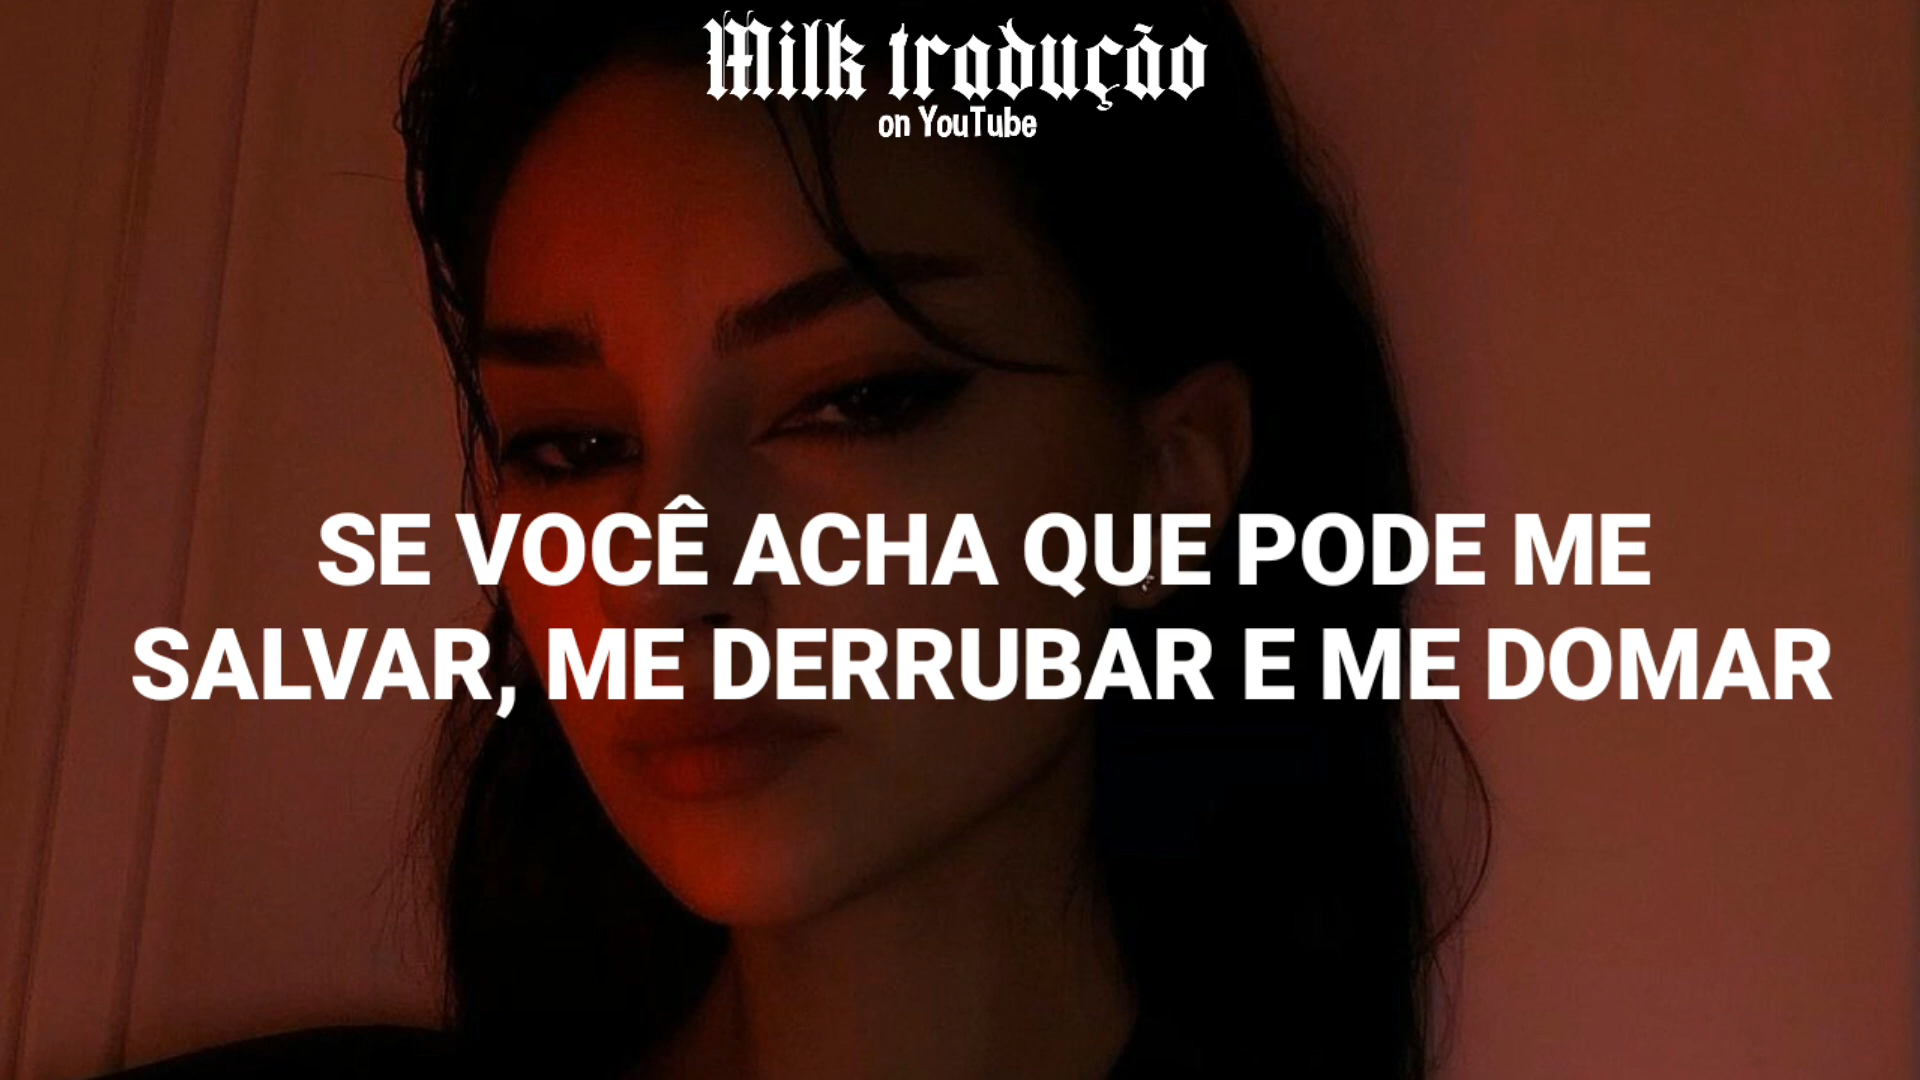 Milk tradução
on YouTube
SE VOCÊ ACHA QUE PODE ME
SALVAR, ME DERRUBAR E ME DOMAR